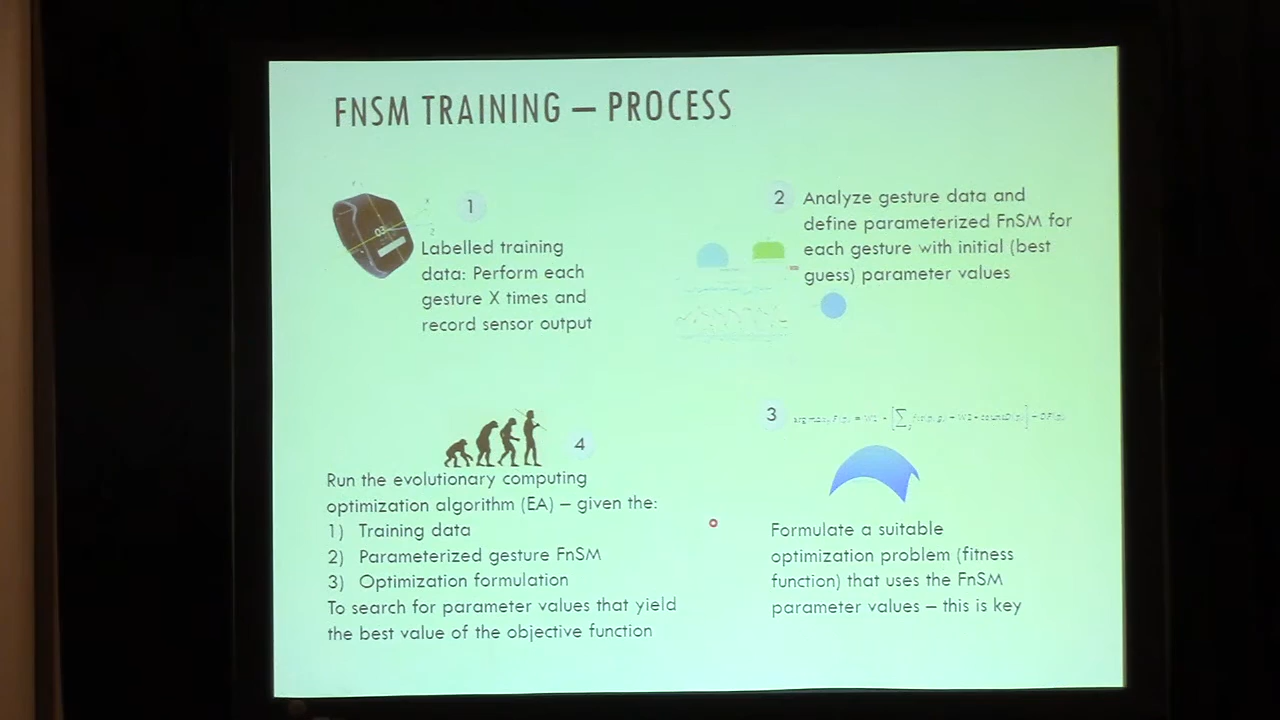 FNSM TRAINING – PROCESS
1
Labelled training
data: Perform each
gesture X times and
record sensor output
03
2
Analyze gesture data and
define parameterized FnSM for
each gesture with initial (best
guess) parameter values
3
Formulate a suitable
optimization problem (fitness
function) that uses the FnSM
parameter values – this is key
4
Run the evolutionary computing
optimization algorithm (EA) – given the:
1) Training data
2) Parameterized gesture FnSM
3) Optimization formulation
To search for parameter values that yield
the best value of the objective function